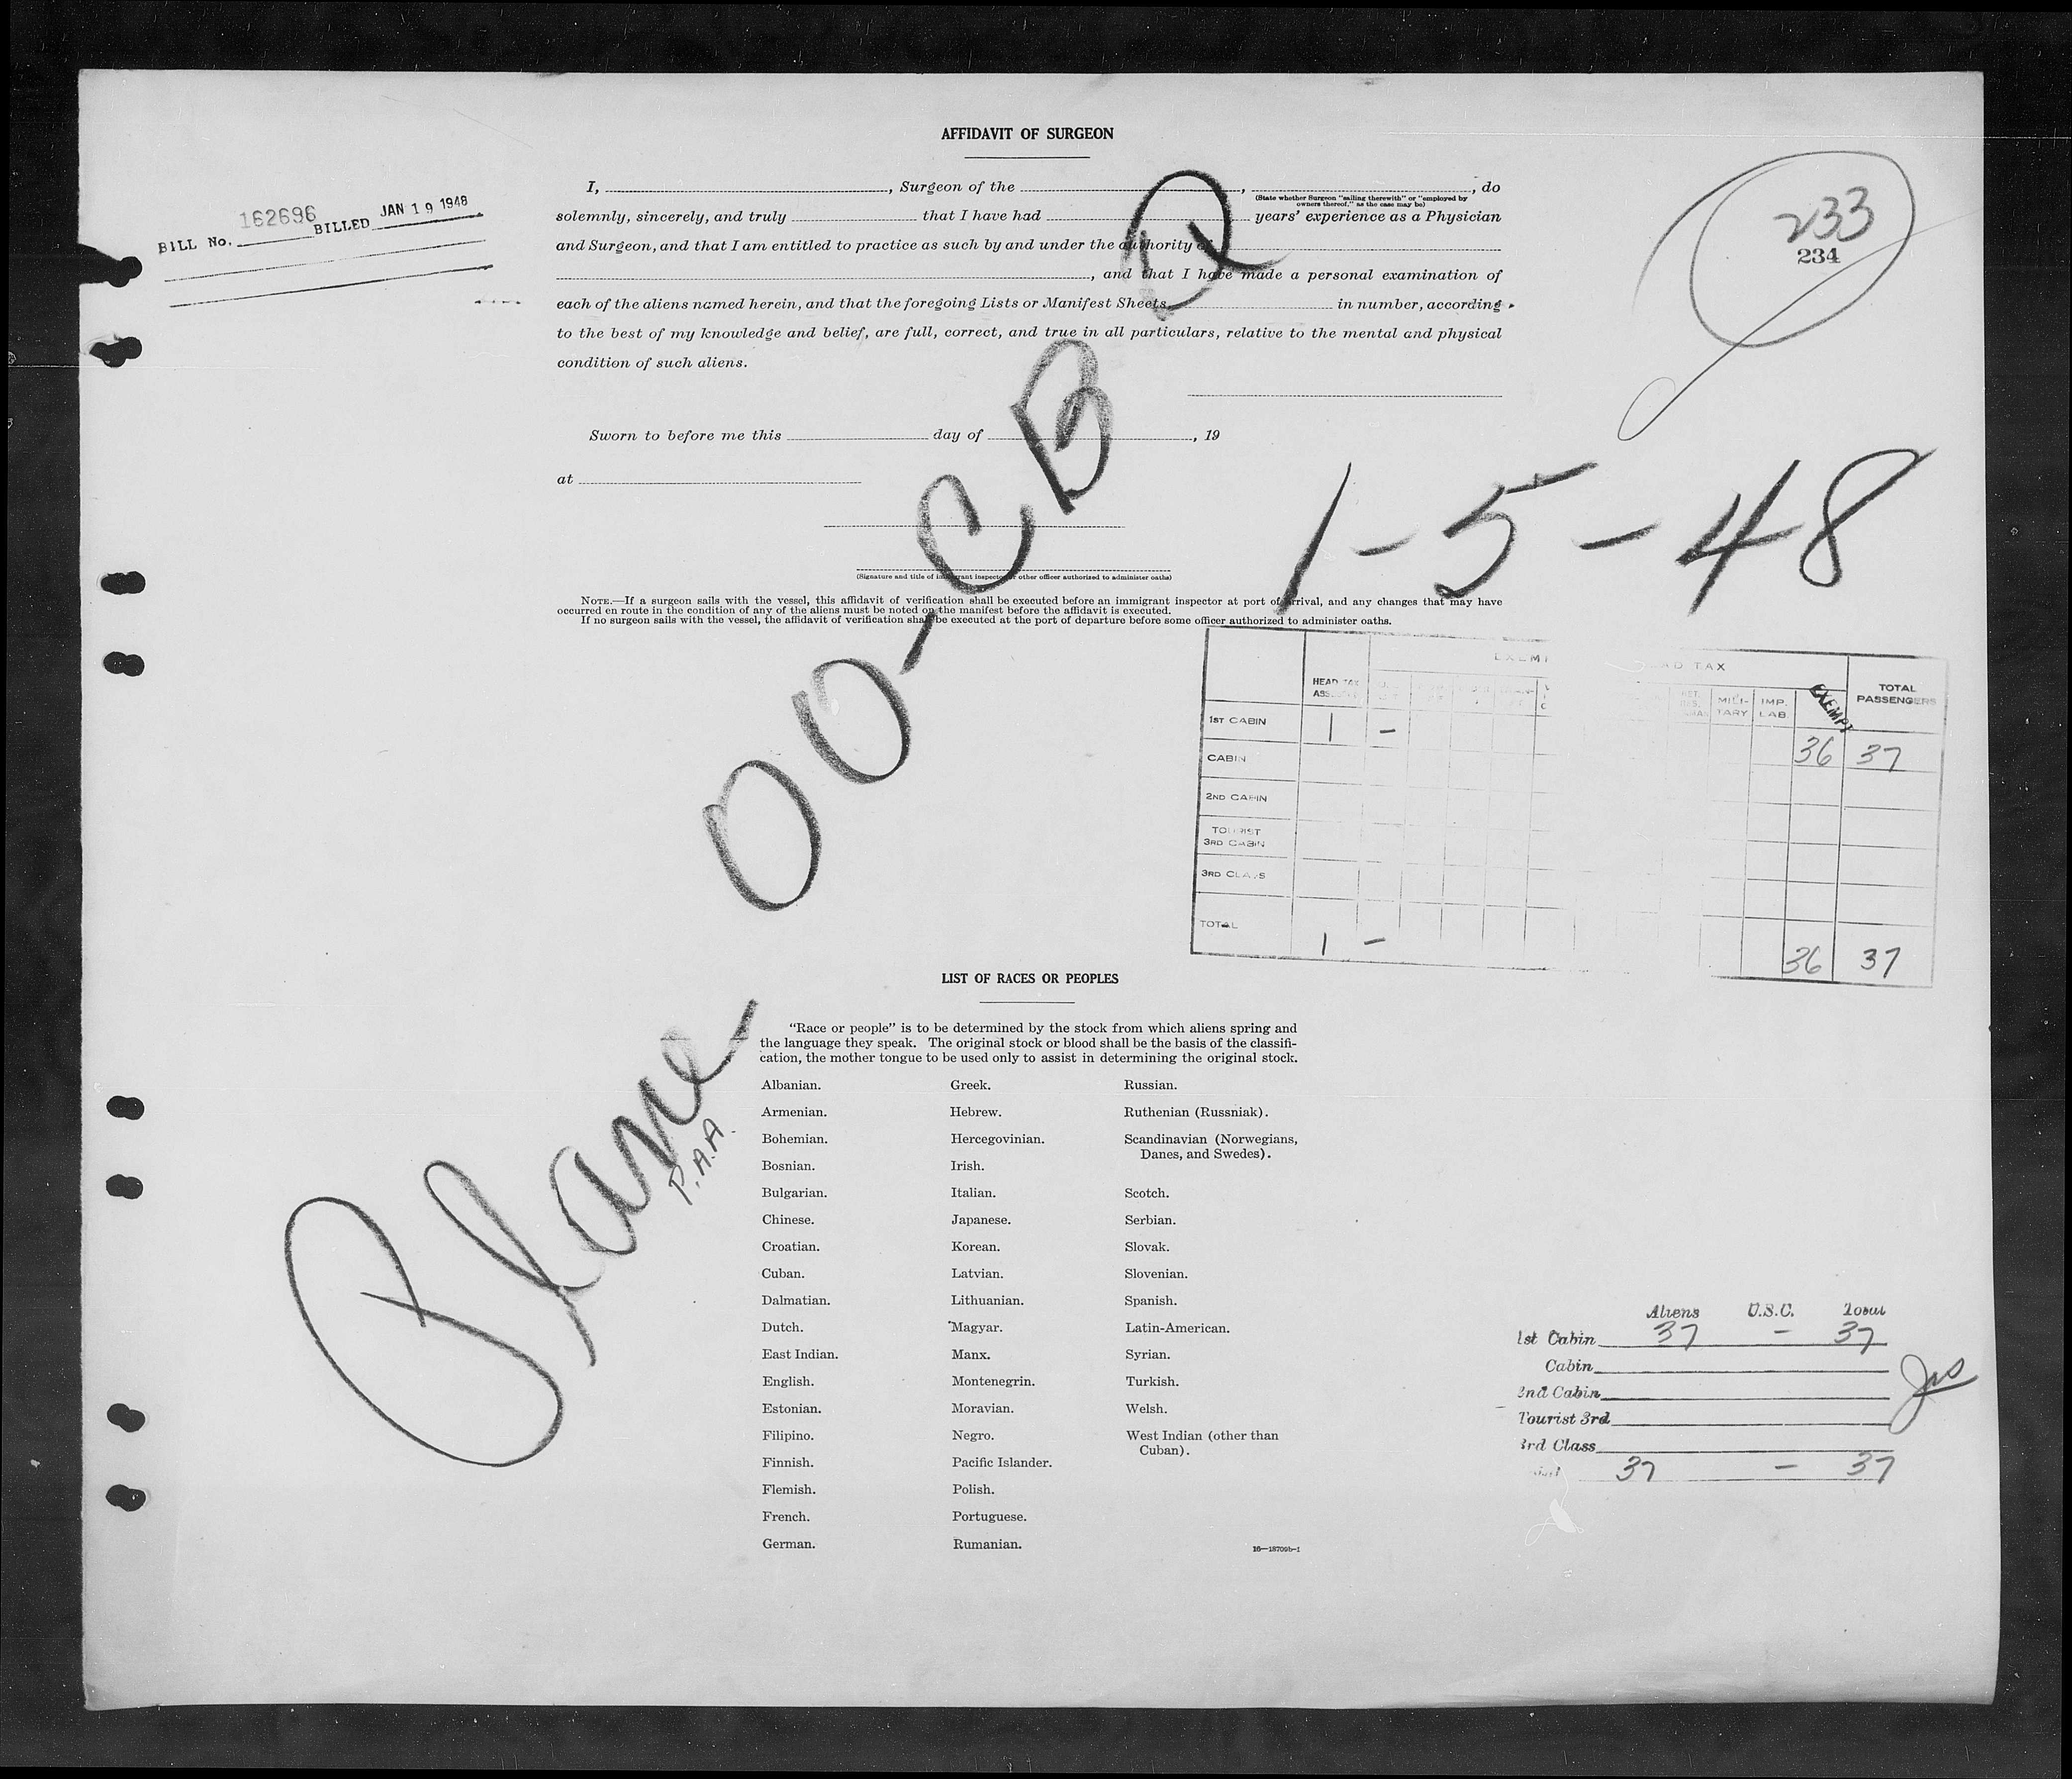 AFFIDAVIT OF SURGEON
I, , Surgeon of the , , do
(State whether Surgeon "sailing therewith" or "employed by
owners thereof," as the case may be)
solemnly, sincerely, and truly that I have had years' experience as a Physician
and Surgeon, and that I am entitled to practice as such by and under the authority of
, and that I have made a personal examination of
each of the aliens named herein, and that the foregoing Lists or Manifest Sheets, in number, according
to the best of my knowledge and belief, are full, correct, and true in all particulars, relative to the mental and physical
condition of such aliens.
Sworn to before me this day of , 19
at
(Signature and title of immigrant inspector or other officer authorized to administer oaths)
NOTE.—If a surgeon sails with the vessel, this affidavit of verification shall be executed before an immigrant inspector at port of arrival, and any changes that may have
occurred en route in the condition of any of the aliens must be noted on the manifest before the affidavit is executed.
If no surgeon sails with the vessel, the affidavit of verification shall be executed at the port of departure before some officer authorized to administer oaths.
BILL No. 162696 BILLED JAN 19 1948
233
234
1-5-48
Plane OO-CBD
P.A.A.
HEAD TAX TOTAL
PASSENGERS
MILI-
TARY
IMP.
LAB.
EXEMPT
1ST CABIN 1 -
CABIN 36 37
2ND CABIN
TOURIST
3RD CABIN
3RD CLASS
TOTAL 1 - 36 37
LIST OF RACES OR PEOPLES
"Race or people" is to be determined by the stock from which aliens spring and
the language they speak. The original stock or blood shall be the basis of the classifi-
cation, the mother tongue to be used only to assist in determining the original stock.
Albanian.
Armenian.
Bohemian.
Bosnian.
Bulgarian.
Chinese.
Croatian.
Cuban.
Dalmatian.
Dutch.
East Indian.
English.
Estonian.
Filipino.
Finnish.
Flemish.
French.
German.
Greek.
Hebrew.
Hercegovinian.
Irish.
Italian.
Japanese.
Korean.
Latvian.
Lithuanian.
Magyar.
Manx.
Montenegrin.
Moravian.
Negro.
Pacific Islander.
Polish.
Portuguese.
Rumanian.
Russian.
Ruthenian (Russniak).
Scandinavian (Norwegians,
Danes, and Swedes).
Scotch.
Serbian.
Slovak.
Slovenian.
Spanish.
Latin-American.
Syrian.
Turkish.
Welsh.
West Indian (other than
Cuban).
16—18709b-1
Aliens U.S.C. Total
1st Cabin 37 - 37
Cabin
2nd Cabin
Tourist 3rd
3rd Class
37 - 37